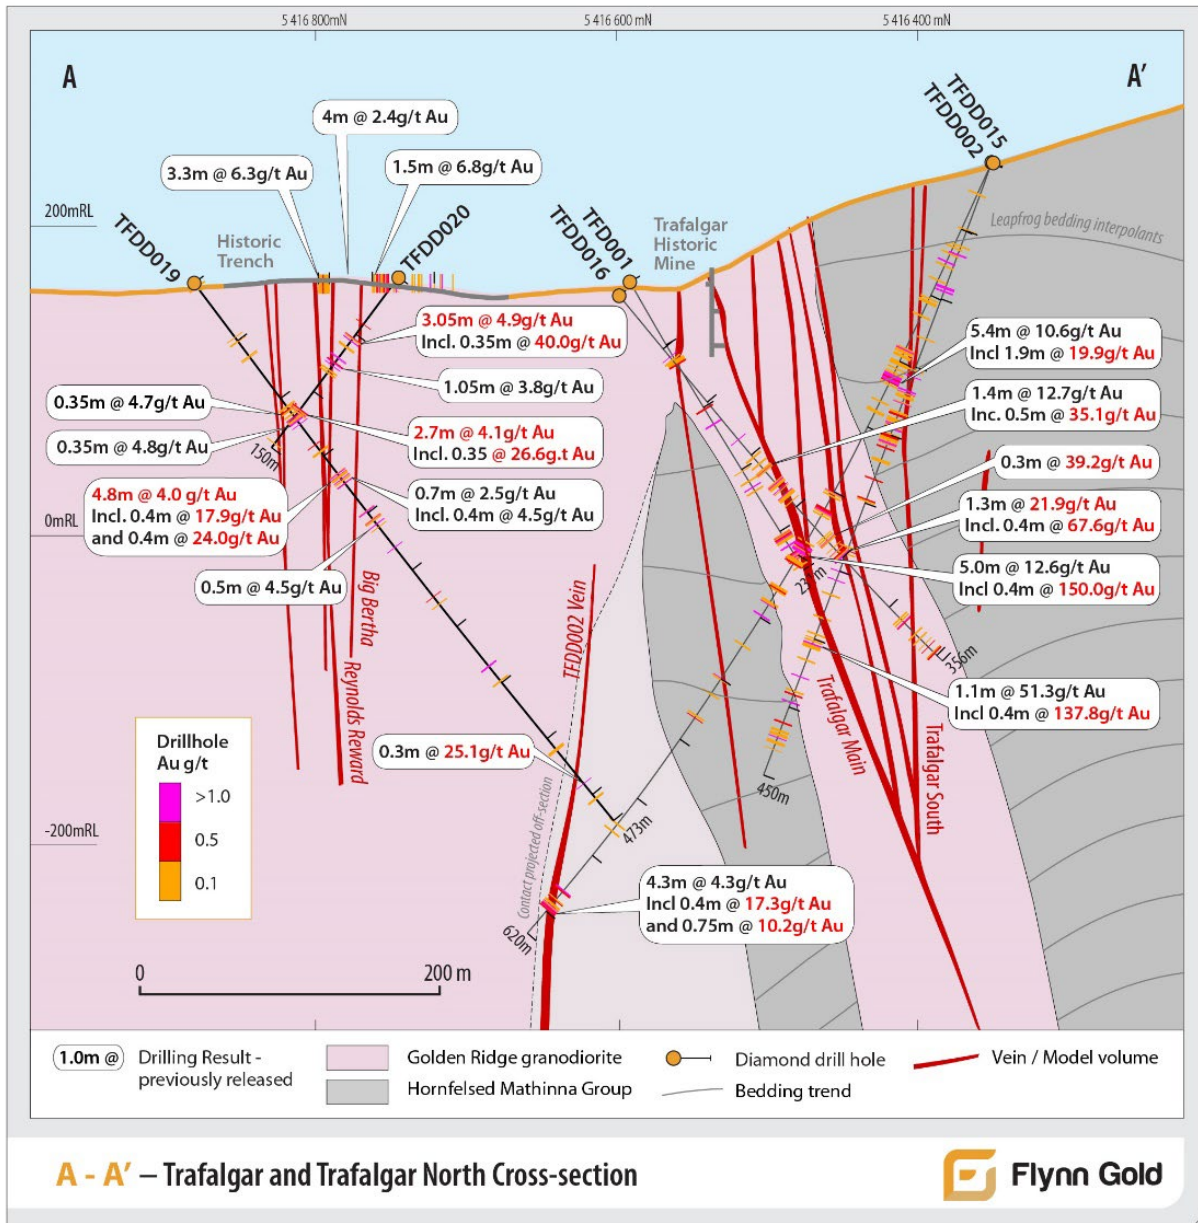 5 416 800mN
5 416 600 mN
5 416 400 mN
A
A'
4m @ 2.4g/t Au
3.3m @ 6.3g/t Au
1.5m @ 6.8g/t Au
TFDD015
TFDD002
200mRL
TFDD019
Historic
Trench
TFDD020
TFD001
TFDD016
Trafalgar
Historic
Mine
Leapfrog bedding interpolants
3.05m @ 4.9g/t Au
Incl. 0.35m @ 40.0g/t Au
5.4m @ 10.6g/t Au
Incl 1.9m @ 19.9g/t Au
1.05m @ 3.8g/t Au
1.4m @ 12.7g/t Au
Inc. 0.5m @ 35.1g/t Au
0.35m @ 4.7g/t Au
0.35m @ 4.8g/t Au
150m
2.7m @ 4.1g/t Au
Incl. 0.35 @ 26.6g.t Au
0.3m @ 39.2g/t Au
4.8m @ 4.0 g/t Au
Incl. 0.4m @ 17.9g/t Au
and 0.4m @ 24.0g/t Au
0.7m @ 2.5g/t Au
Incl. 0.4m @ 4.5g/t Au
1.3m @ 21.9g/t Au
Incl. 0.4m @ 67.6g/t Au
0mRL
0.5m @ 4.5g/t Au
5.0m @ 12.6g/t Au
Incl 0.4m @ 150.0g/t Au
Big Bertha
Reynolds Reward
TFDD002 Vein
356m
1.1m @ 51.3g/t Au
Incl 0.4m @ 137.8g/t Au
Trafalgar Main
Trafalgar South
Drillhole
Au g/t
>1.0
0.5
0.1
0.3m @ 25.1g/t Au
450m
473m
-200mRL
Contact projected off-section
4.3m @ 4.3g/t Au
Incl 0.4m @ 17.3g/t Au
and 0.75m @ 10.2g/t Au
620m
0
200 m
1.0m @
Drilling Result -
previously released
Golden Ridge granodiorite
Hornfelsed Mathinna Group
Diamond drill hole
Bedding trend
Vein / Model volume
A - A' – Trafalgar and Trafalgar North Cross-section
Flynn Gold